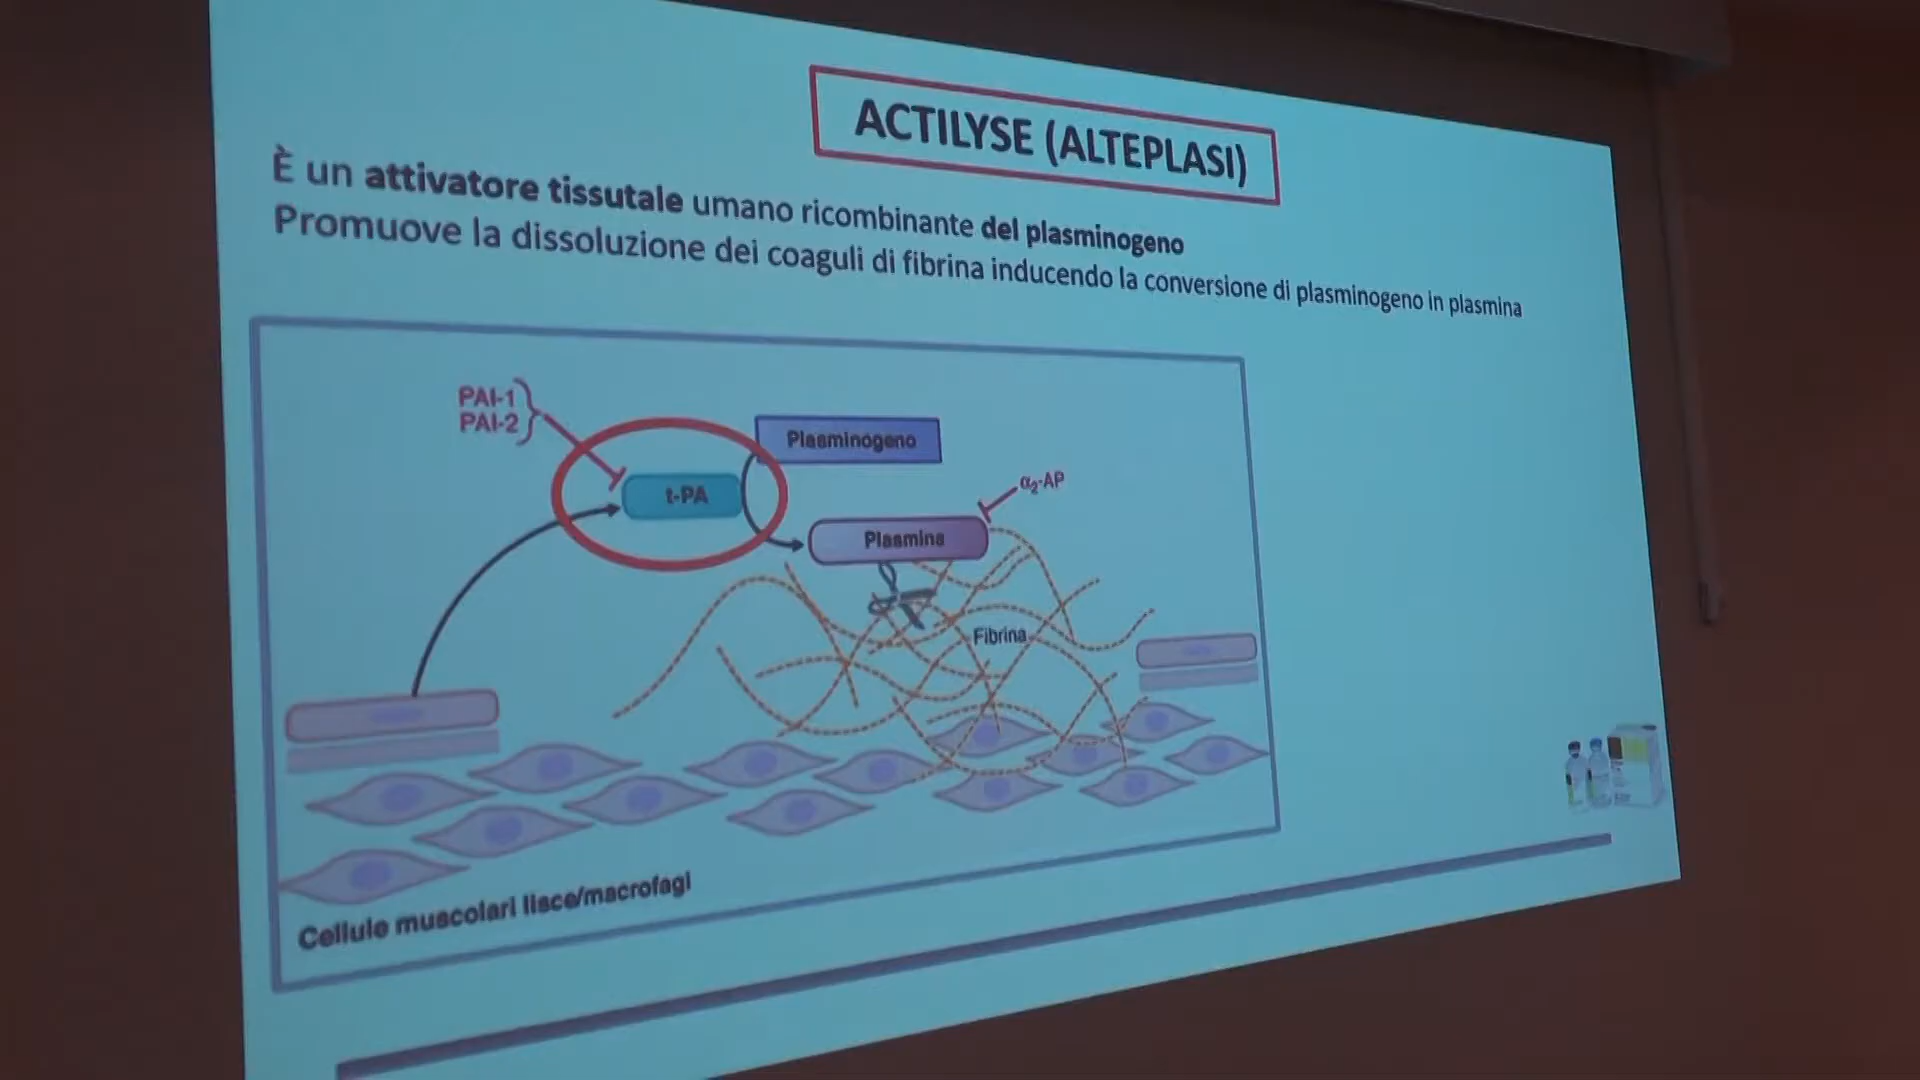 ACTILYSE (ALTEPLASI)
È un attivatore tissutale umano ricombinante del plasminogeno
Promuove la dissoluzione dei coaguli di fibrina inducendo la conversione di plasminogeno in plasmina
PAI-1
PAI-2
Plasminogeno
t-PA
α2-AP
Plasmina
Fibrina
Cellule muscolari lisce/macrofagi